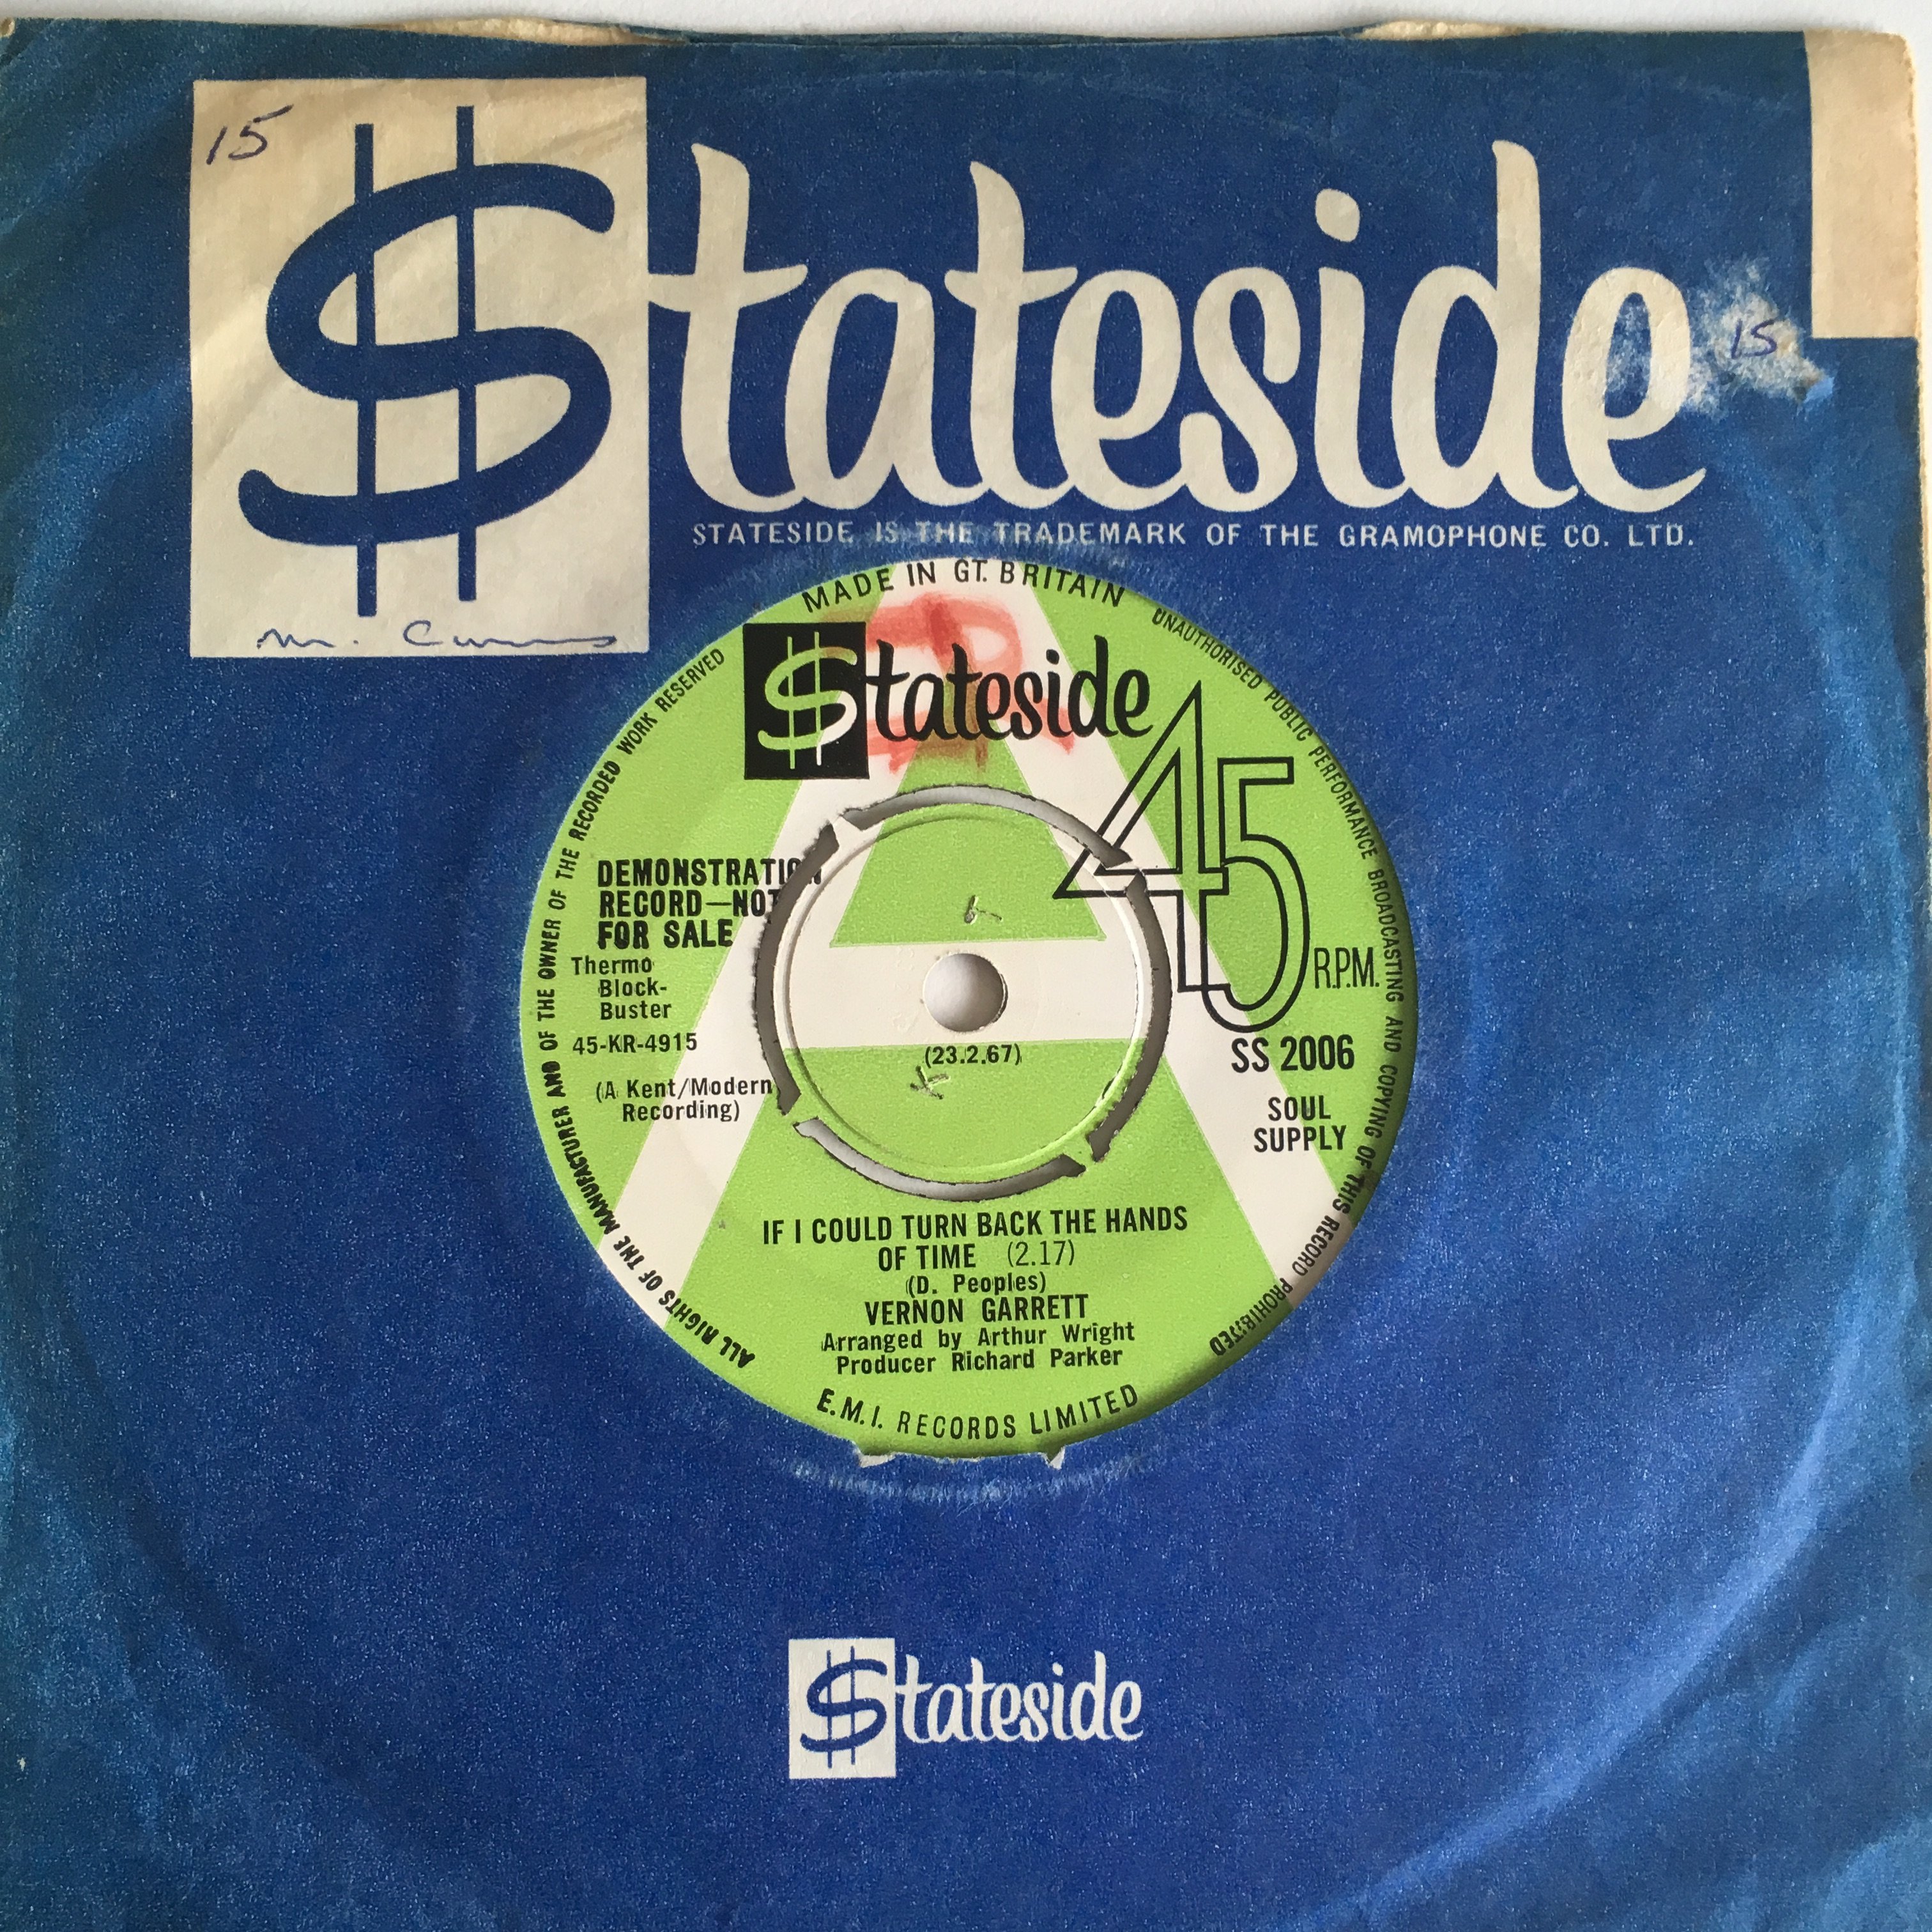 15
$tateside
15
STATESIDE IS THE TRADEMARK OF THE GRAMOPHONE CO. LTD.
MADE IN GT. BRITAIN
UNAUTHORISED PUBLIC PERFORMANCE BROADCASTING AND COPYING OF THIS RECORD PROHIBITED
ALL RIGHTS OF THE MANUFACTURER AND OF THE OWNER OF THE RECORDED WORK RESERVED
$tateside
A
45
R.P.M.
DEMONSTRATION
RECORD—NOT
FOR SALE
Thermo
Block-
Buster
45-KR-4915
(A Kent/Modern
Recording)
(23.2.67)
SS 2006
SOUL
SUPPLY
IF I COULD TURN BACK THE HANDS
OF TIME (2.17)
(D. Peoples)
VERNON GARRETT
Arranged by Arthur Wright
Producer Richard Parker
E.M.I. RECORDS LIMITED
$tateside